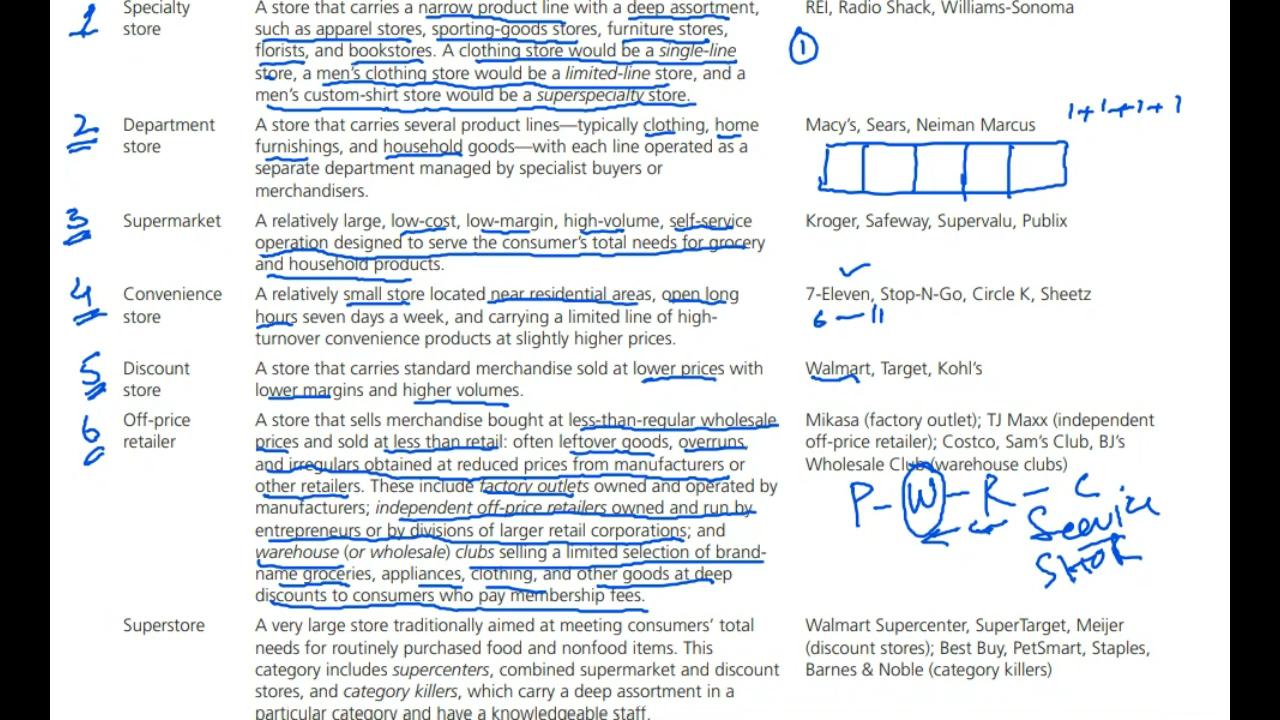 1 Specialty store A store that carries a narrow product line with a deep assortment, REI, Radio Shack, Williams-Sonoma
such as apparel stores, sporting-goods stores, furniture stores,
florists, and bookstores. A clothing store would be a single-line 1
store, a men's clothing store would be a limited-line store, and a
men's custom-shirt store would be a superspecialty store.
1+1+1+1
2 Department store A store that carries several product lines—typically clothing, home Macy's, Sears, Neiman Marcus
furnishings, and household goods—with each line operated as a
separate department managed by specialist buyers or
merchandisers.
3 Supermarket A relatively large, low-cost, low-margin, high-volume, self-service Kroger, Safeway, Supervalu, Publix
operation designed to serve the consumer's total needs for grocery
and household products.
4 Convenience store A relatively small store located near residential areas, open long 7-Eleven, Stop-N-Go, Circle K, Sheetz
hours seven days a week, and carrying a limited line of high- 6 — 11
turnover convenience products at slightly higher prices.
5 Discount store A store that carries standard merchandise sold at lower prices with Walmart, Target, Kohl's
lower margins and higher volumes.
6 Off-price retailer A store that sells merchandise bought at less-than-regular wholesale Mikasa (factory outlet); TJ Maxx (independent
prices and sold at less than retail: often leftover goods, overruns off-price retailer); Costco, Sam's Club, BJ's
and irregulars obtained at reduced prices from manufacturers or Wholesale Club (warehouse clubs)
other retailers. These include factory outlets owned and operated by P - W - R - C
manufacturers; independent off-price retailers owned and run by
entrepreneurs or by divisions of larger retail corporations; and
warehouse (or wholesale) clubs selling a limited selection of brand-
name groceries, appliances, clothing, and other goods at deep
discounts to consumers who pay membership fees.
Superstore A very large store traditionally aimed at meeting consumers' total Walmart Supercenter, SuperTarget, Meijer
needs for routinely purchased food and nonfood items. This (discount stores); Best Buy, PetSmart, Staples,
category includes supercenters, combined supermarket and discount Barnes & Noble (category killers)
stores, and category killers, which carry a deep assortment in a
particular category and have a knowledgeable staff.